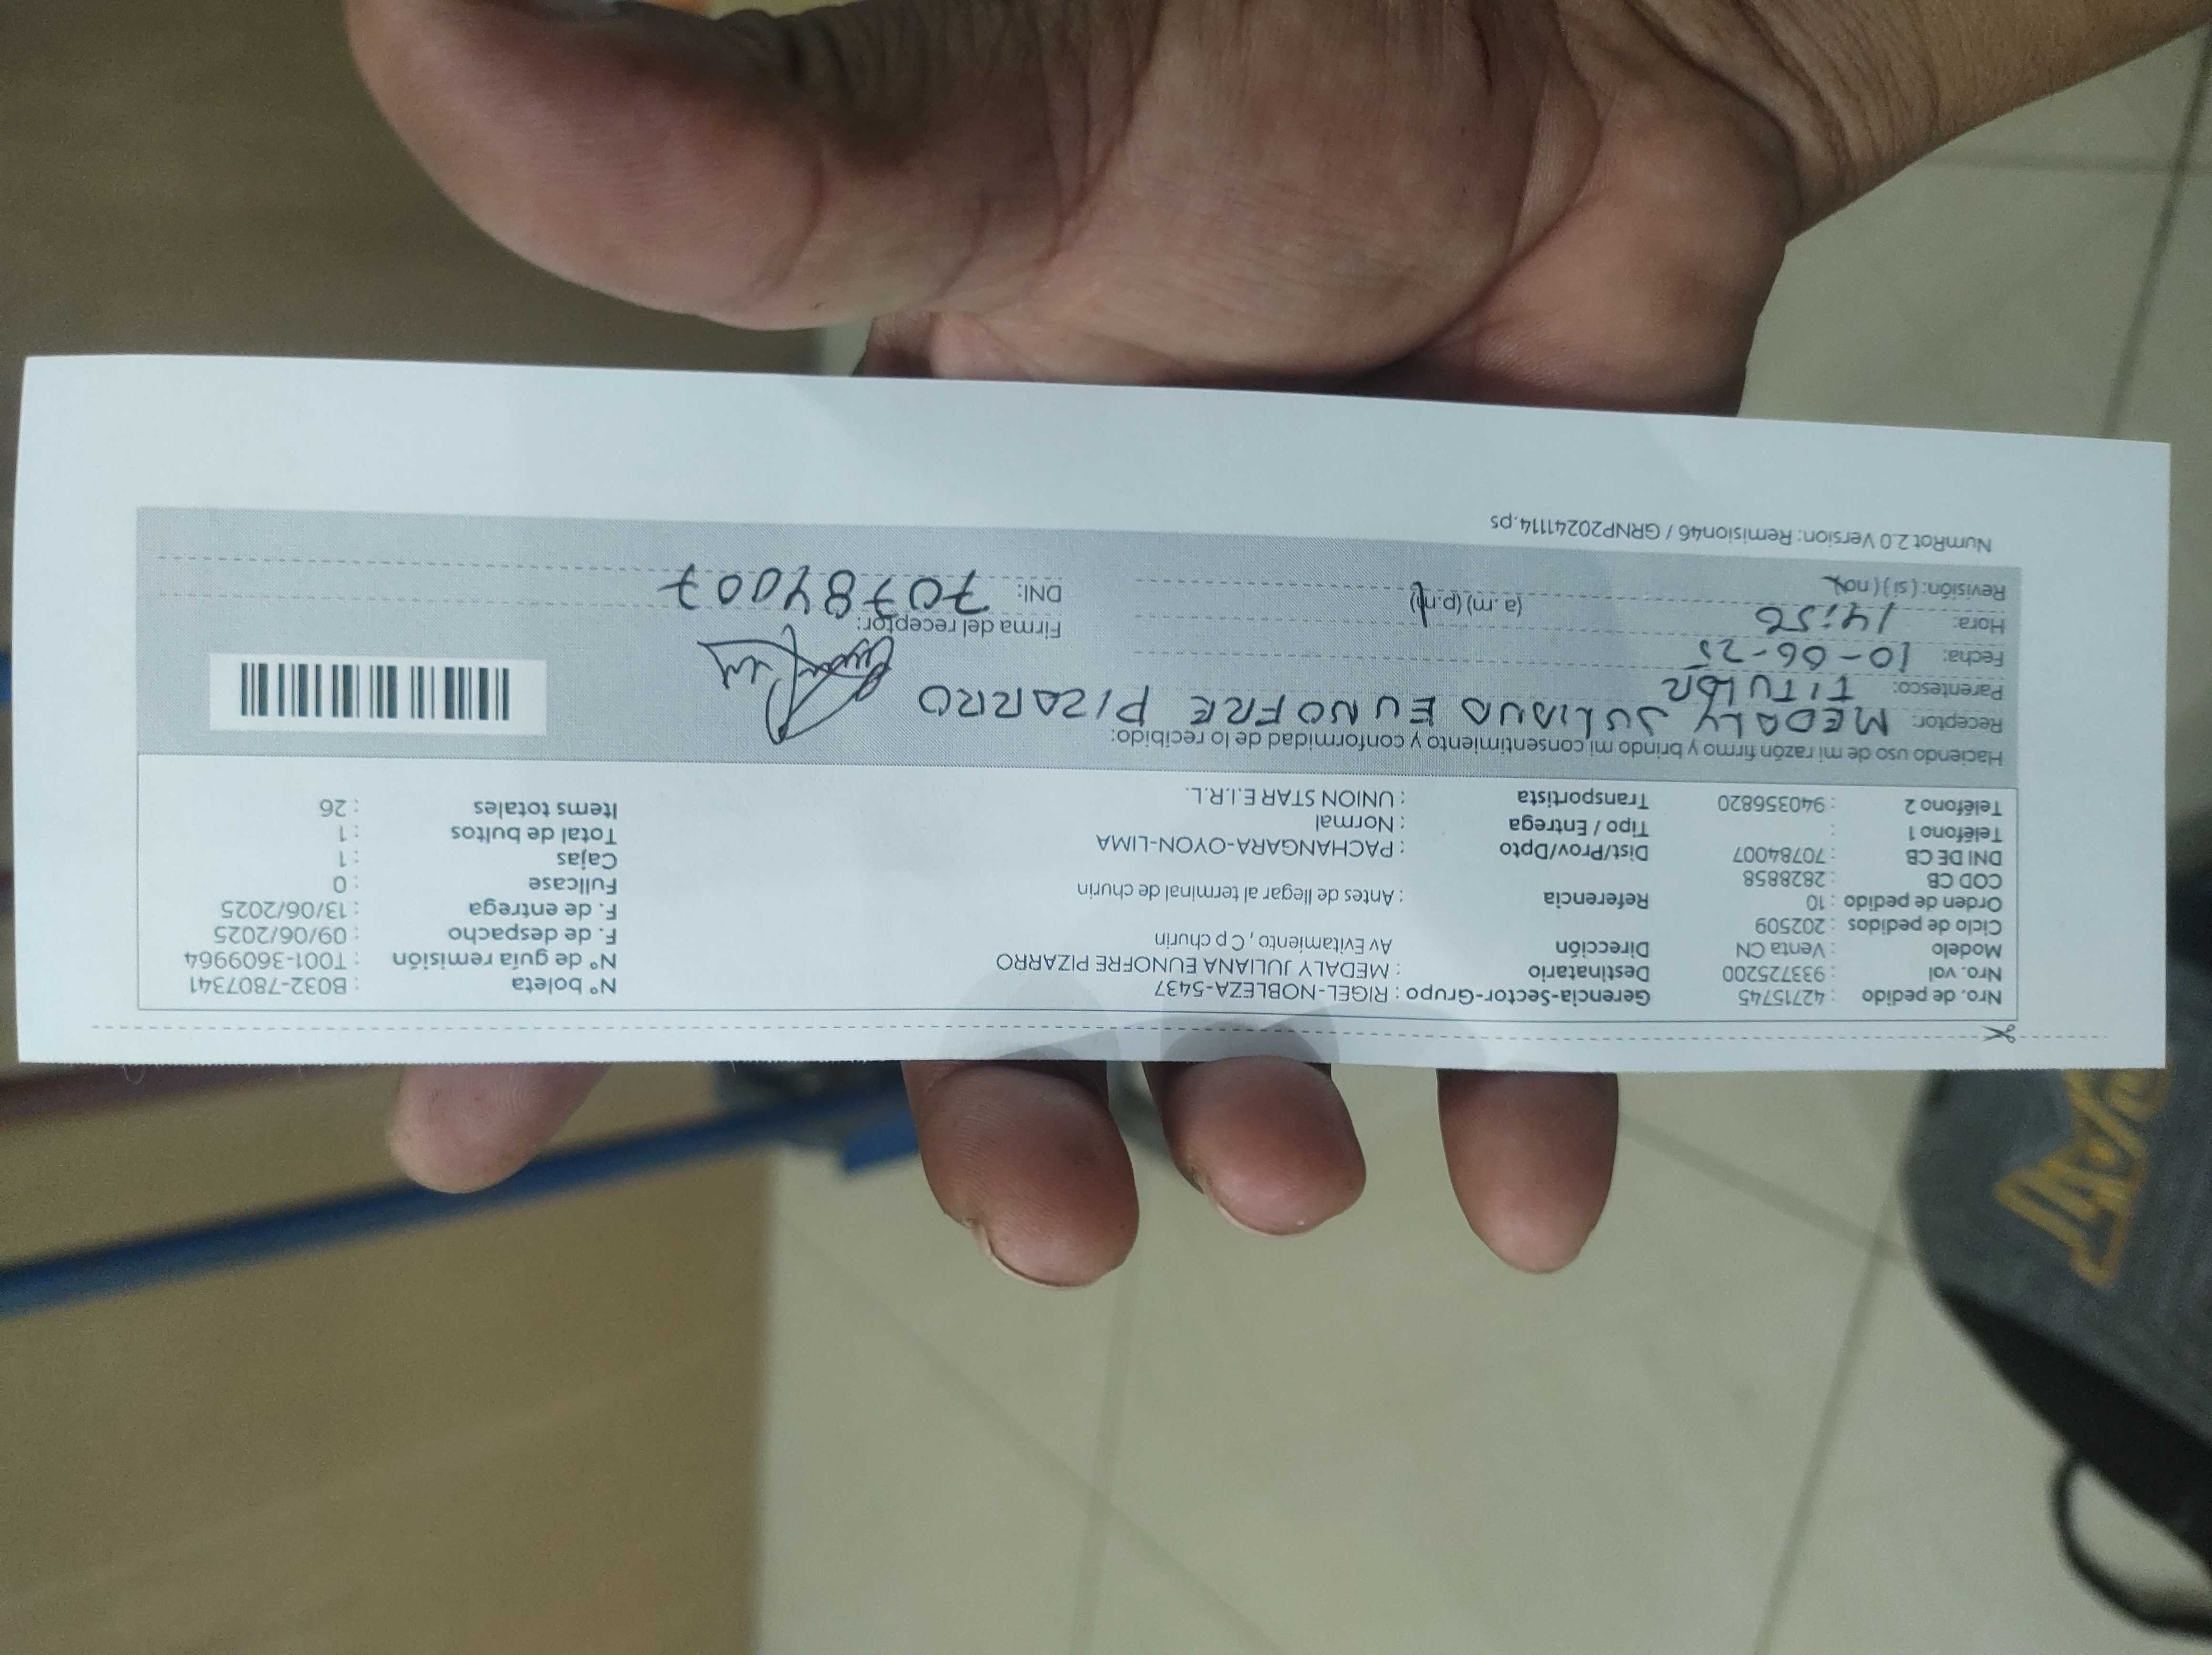 Nro. de pedido : 42715745 Gerencia-Sector-Grupo : RIGEL-NOBLEZA-5437 N° boleta : B032-7807341
Nro. vol : 933725200 Destinatario : MEDALY JULIANA EUNOFRE PIZARRO N° de guía remisión : T001-3609964
Modelo : Venta CN Dirección Av Evitamiento , C p churin F. de despacho : 09/06/2025
Ciclo de pedidos : 202509 F. de entrega : 13/06/2025
Orden de pedido : 10 Referencia : Antes de llegar al terminal de churin Fullcase : 0
COD CB : 2828858 Cajas : 1
DNI DE CB : 70784007 Dist/Prov/Dpto : PACHANGARA-OYON-LIMA Total de bultos : 1
Teléfono 1 : Tipo / Entrega : Normal Items totales : 26
Teléfono 2 : 940356820 Transportista : UNION STAR E.I.R.L.
Haciendo uso de mi razón firmo y brindo mi consentimiento y conformidad de lo recibido:
Receptor: MEDALY JULIANA EUNOFRE PIZARRO
Parentesco: TITULAR
Fecha: 10-06-25
Hora: 14:56 (a.m) (p.m) Firma del receptor:
Revisión: ( si ) ( no ) DNI: 70784007
NumRot 2.0 Version: Remision46 / GRNP20241114.ps